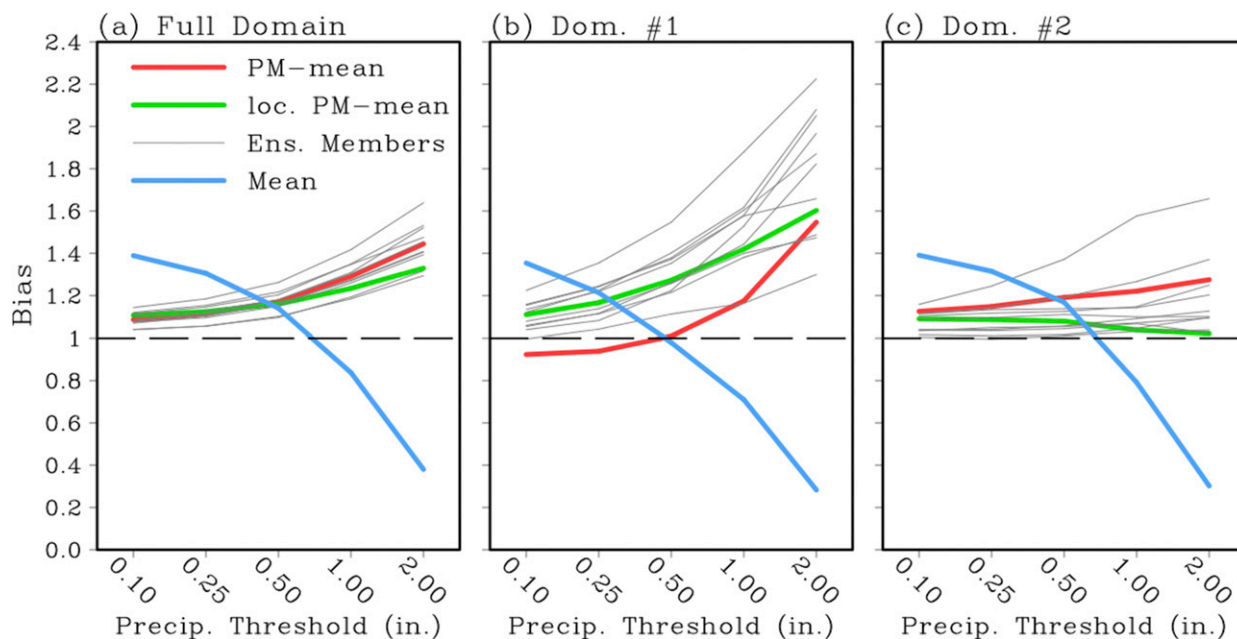 (a) Full Domain
(b) Dom. #1
(c) Dom. #2
Bias
2.4
2.2
2
1.8
1.6
1.4
1.2
1
0.8
0.6
0.4
0.2
0.0
PM-mean
loc. PM-mean
Ens. Members
Mean
0.10 0.25 0.50 1.00 2.00
0.10 0.25 0.50 1.00 2.00
0.10 0.25 0.50 1.00 2.00
Precip. Threshold (in.)
Precip. Threshold (in.)
Precip. Threshold (in.)